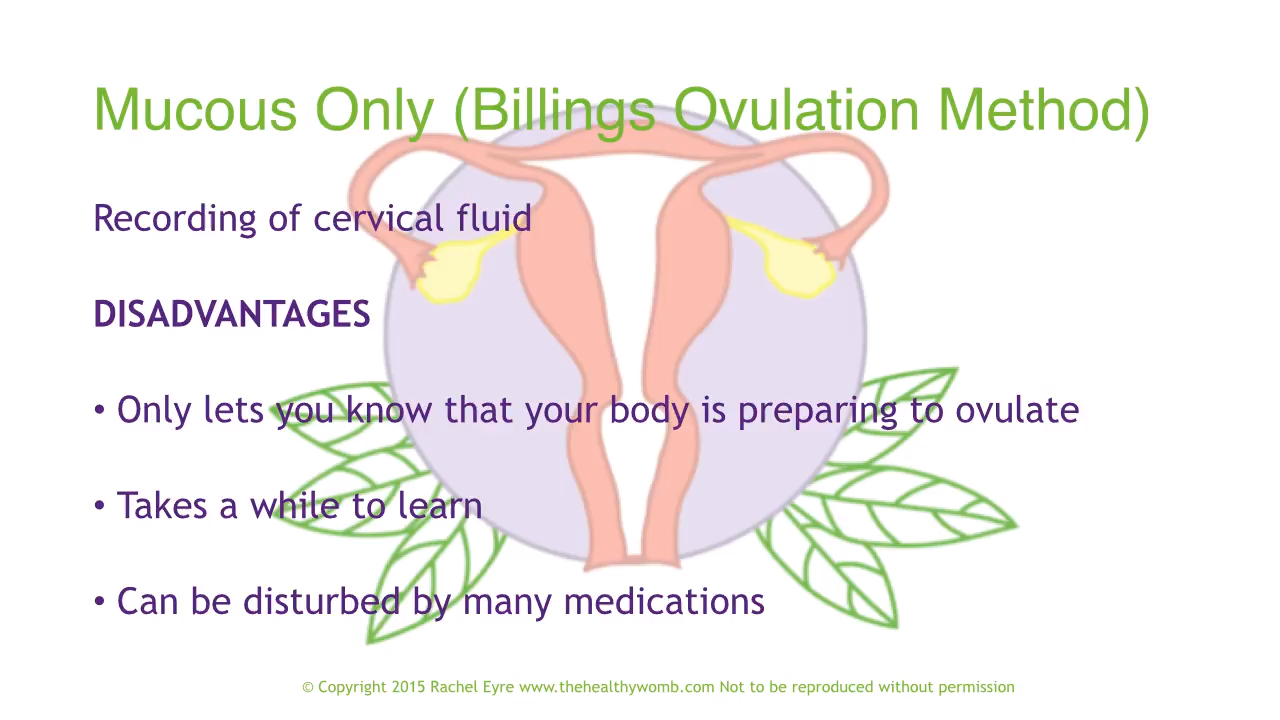 Mucous Only (Billings Ovulation Method)
Recording of cervical fluid
DISADVANTAGES
• Only lets you know that your body is preparing to ovulate
• Takes a while to learn
• Can be disturbed by many medications
© Copyright 2015 Rachel Eyre www.thehealthywomb.com Not to be reproduced without permission